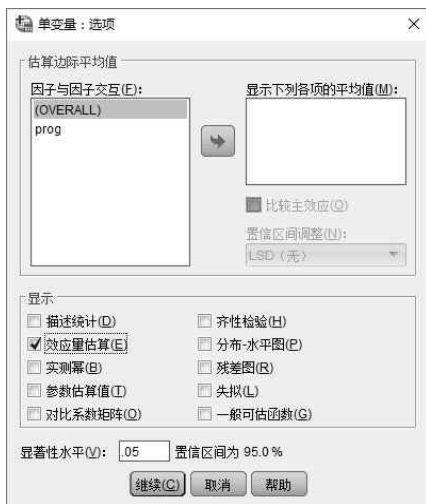 单变量：选项
估算边际平均值
因子与因子交互(F):
(OVERALL)
prog
显示下列各项的平均值(M):
比较主效应(O)
置信区间调整(N):
LSD（无）
显示
描述统计(D)
齐性检验(H)
效应量估算(E)
分布-水平图(P)
实测幂(B)
残差图(R)
参数估算值(T)
失拟(L)
对比系数矩阵(O)
一般可估函数(G)
显著性水平(V): .05 置信区间为 95.0 %
继续(C) 取消 帮助